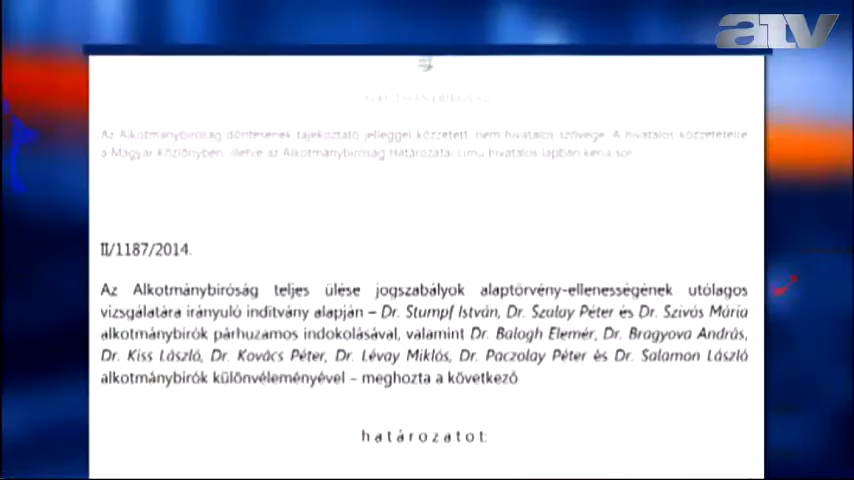 atv
Az Alkotmánybíróság döntésének tájékoztató jelleggel közzétett, nem hivatalos szövege. A hivatalos közzétételre
a Magyar Közlönyben, illetve az Alkotmánybíróság Határozatai című hivatalos lapban kerül sor.
II/1187/2014.
Az Alkotmánybíróság teljes ülése jogszabályok alaptörvény-ellenességének utólagos
vizsgálatára irányuló indítvány alapján – Dr. Stumpf István, Dr. Szalay Péter és Dr. Szívós Mária
alkotmánybírók párhuzamos indokolásával, valamint Dr. Balogh Elemér, Dr. Bragyova András,
Dr. Kiss László, Dr. Kovács Péter, Dr. Lévay Miklós, Dr. Paczolay Péter és Dr. Salamon László
alkotmánybírók különvéleményével – meghozta a következő
h a t á r o z a t o t: